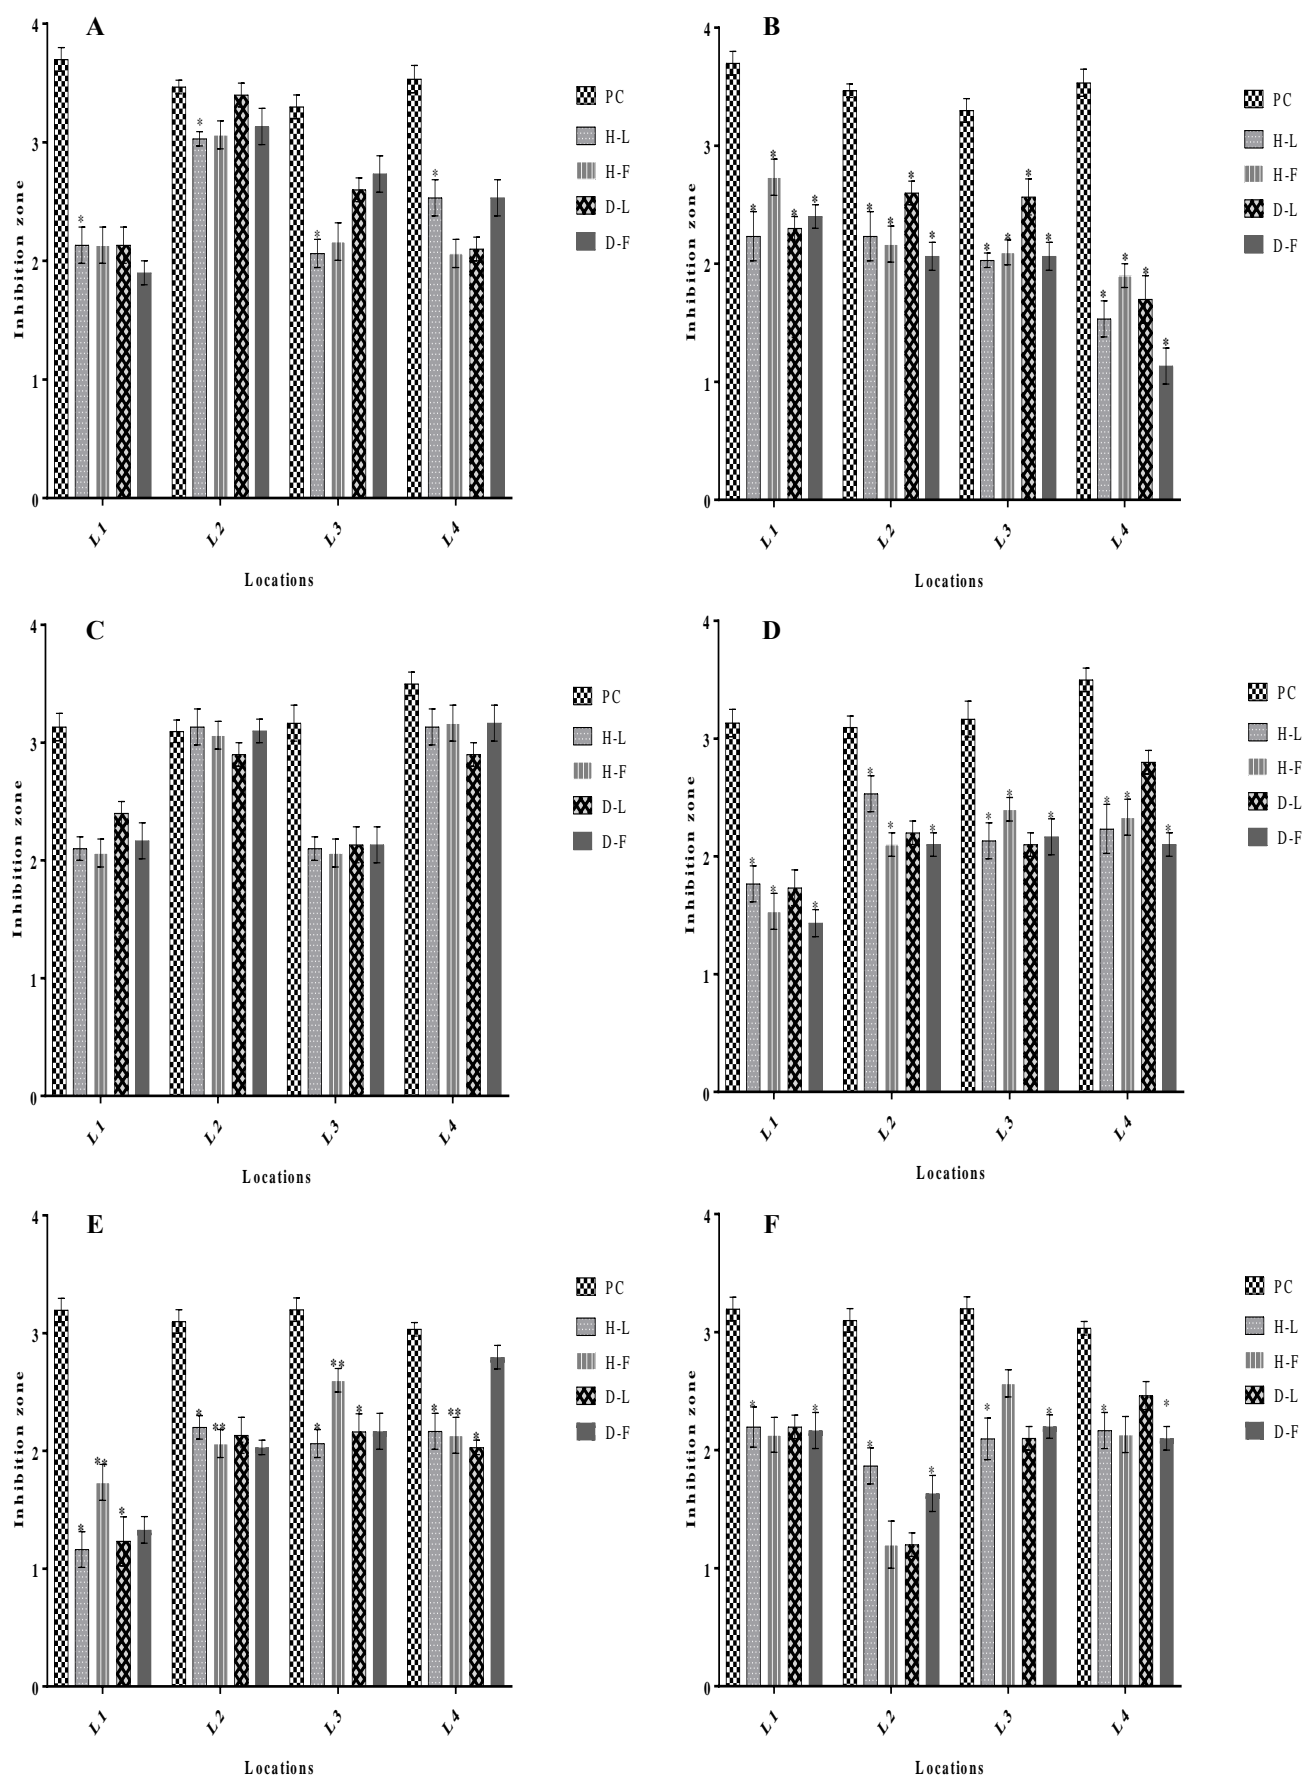 A
Inhibition zone
4
3
2
1
0
L1
L2
L3
L4
Locations
PC
H-L
H-F
D-L
D-F
*
*
*
*
B
Inhibition zone
4
3
2
1
0
L1
L2
L3
L4
Locations
PC
H-L
H-F
D-L
D-F
* * * *
* * * *
* * * *
* * * *
C
Inhibition zone
4
3
2
1
0
L1
L2
L3
L4
Locations
PC
H-L
H-F
D-L
D-F
D
Inhibition zone
4
3
2
1
0
L1
L2
L3
L4
Locations
PC
H-L
H-F
D-L
D-F
* * *
* * *
* * *
* * *
E
Inhibition zone
4
3
2
1
0
L1
L2
L3
L4
Locations
PC
H-L
H-F
D-L
D-F
* ** *
* **
* ** *
* ** *
F
Inhibition zone
4
3
2
1
0
L1
L2
L3
L4
Locations
PC
H-L
H-F
D-L
D-F
* *
* *
* *
* *